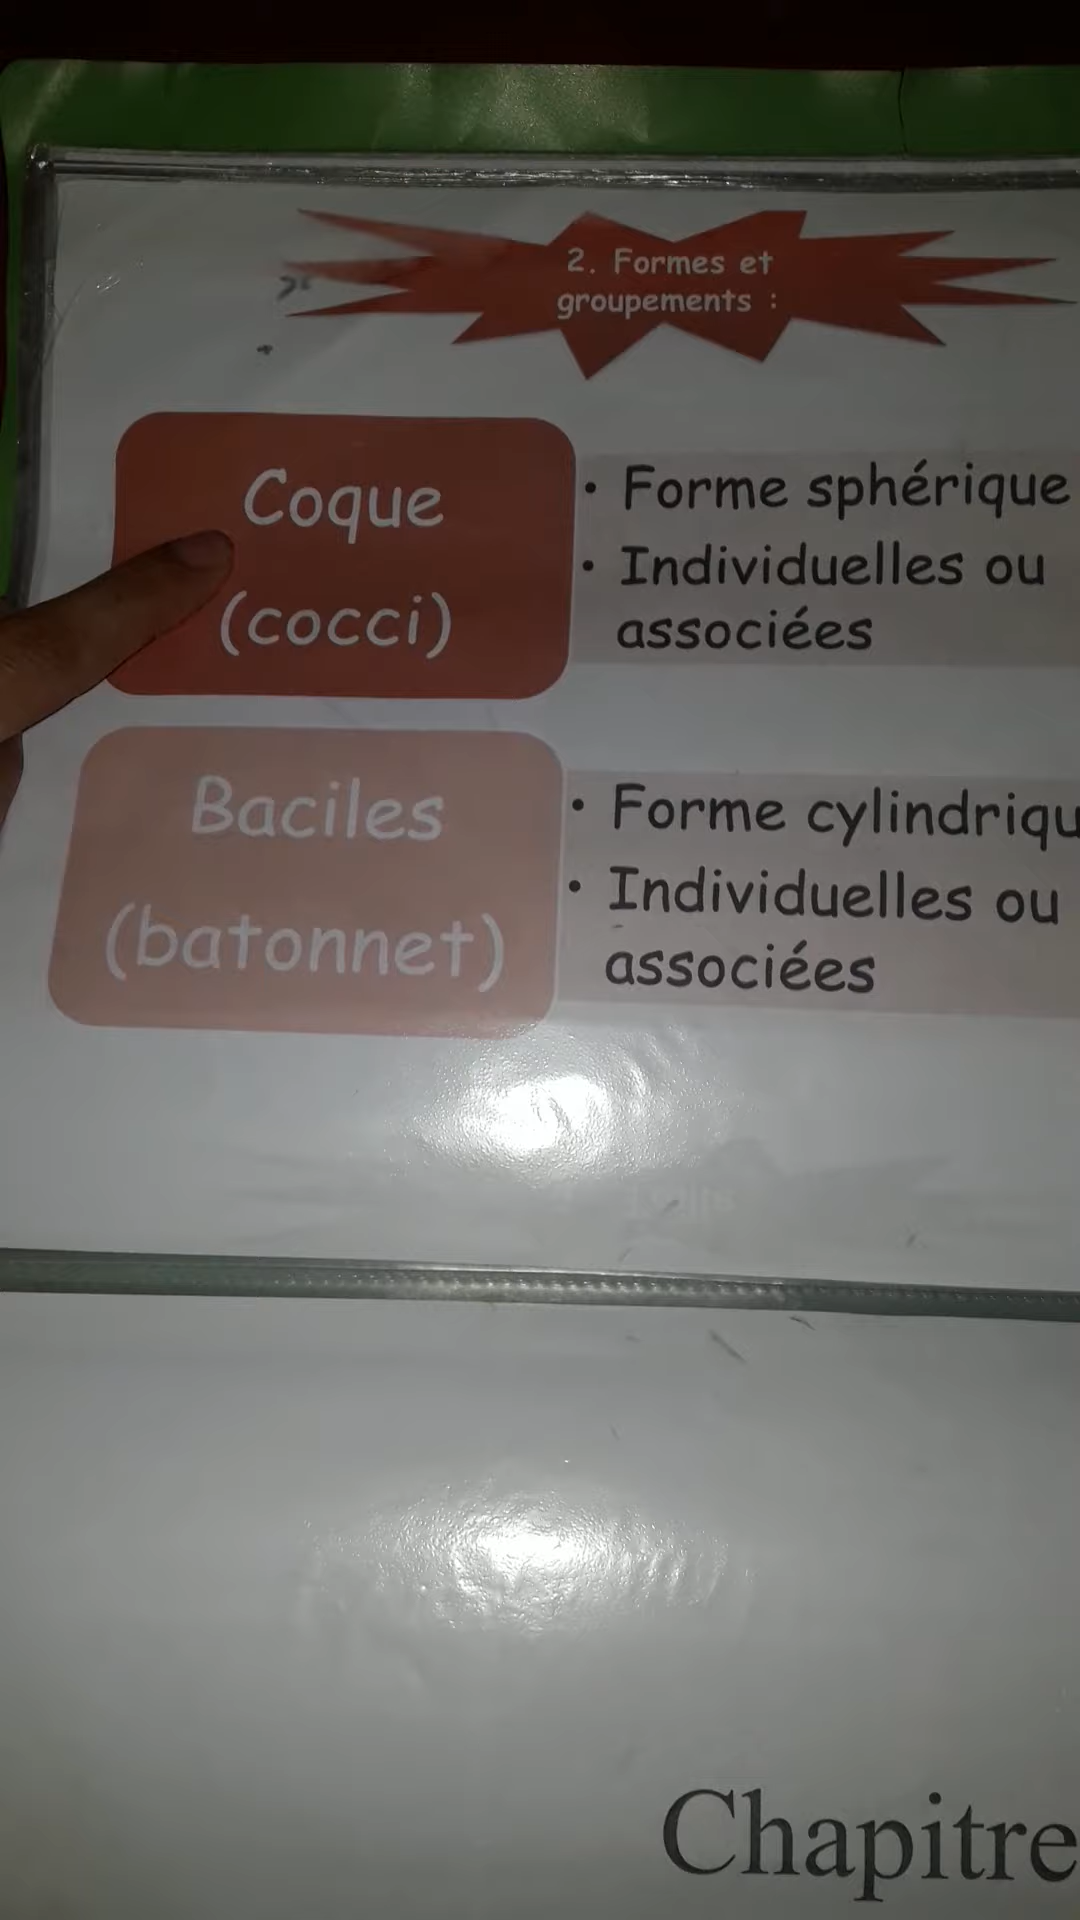 2. Formes et
groupements :
Coque
(cocci)
• Forme sphérique
• Individuelles ou
associées
Baciles
(batonnet)
• Forme cylindriqu
• Individuelles ou
associées
Chapitre